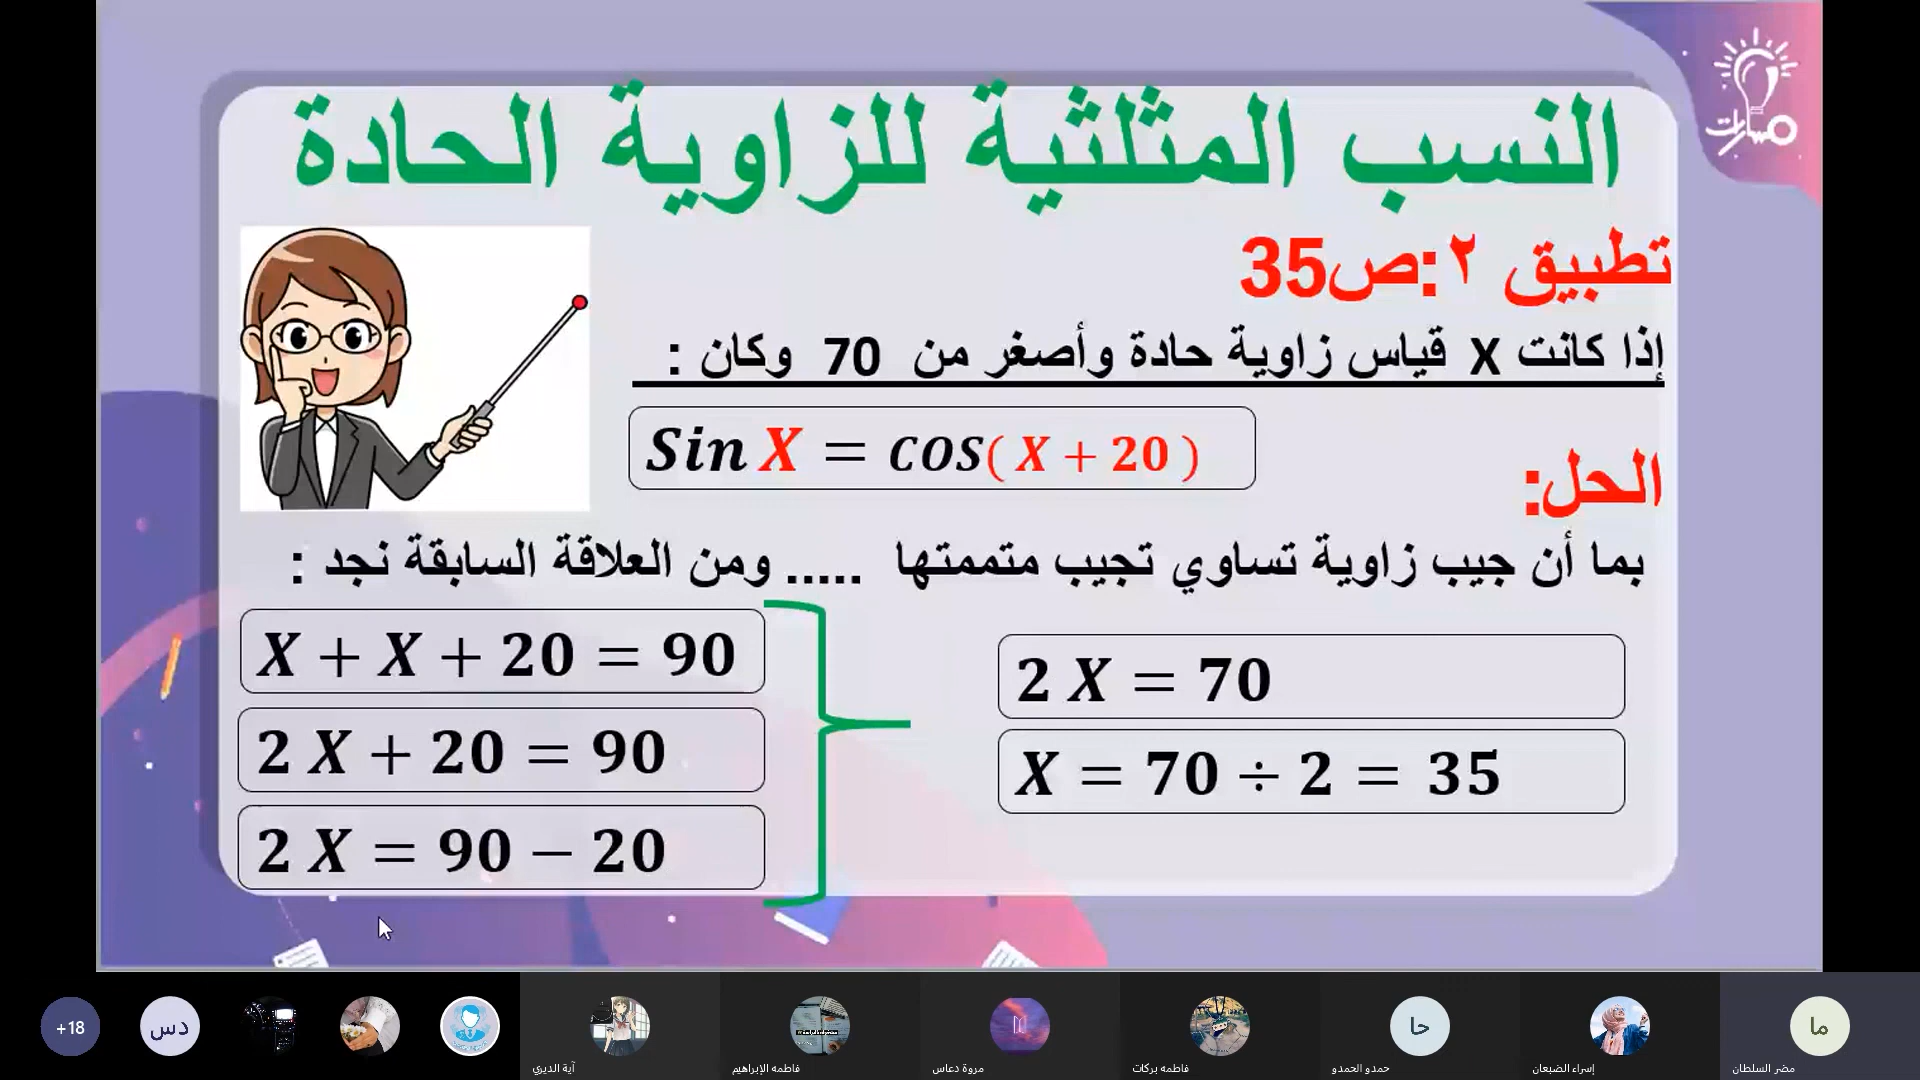 مسارات
النسب المثلثية للزاوية الحادة
تطبيق ٢:ص35
إذا كانت X قياس زاوية حادة وأصغر من 70 وكان :
Sin X = cos( X + 20 )
الحل:
بما أن جيب زاوية تساوي تجيب متممتها ..... ومن العلاقة السابقة نجد :
X + X + 20 = 90
2 X + 20 = 90
2 X = 90 − 20
2 X = 70
X = 70 ÷ 2 = 35
+18
دس
حا
ما
آية الديري
فاطمه الإبراهيم
مروة دعاس
فاطمه بركات
حمدو الحمدو
إسراء الضبعان
مضر السلطان